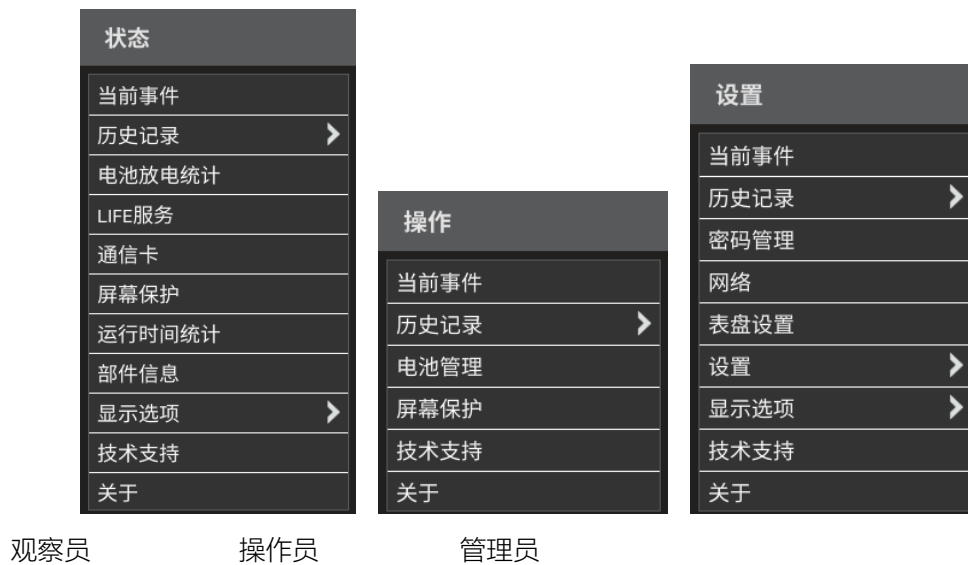 状态
当前事件
历史记录
电池放电统计
LIFE服务
通信卡
屏幕保护
运行时间统计
部件信息
显示选项
技术支持
关于
操作
当前事件
历史记录
电池管理
屏幕保护
技术支持
关于
设置
当前事件
历史记录
密码管理
网络
表盘设置
设置
显示选项
技术支持
关于
观察员 操作员 管理员